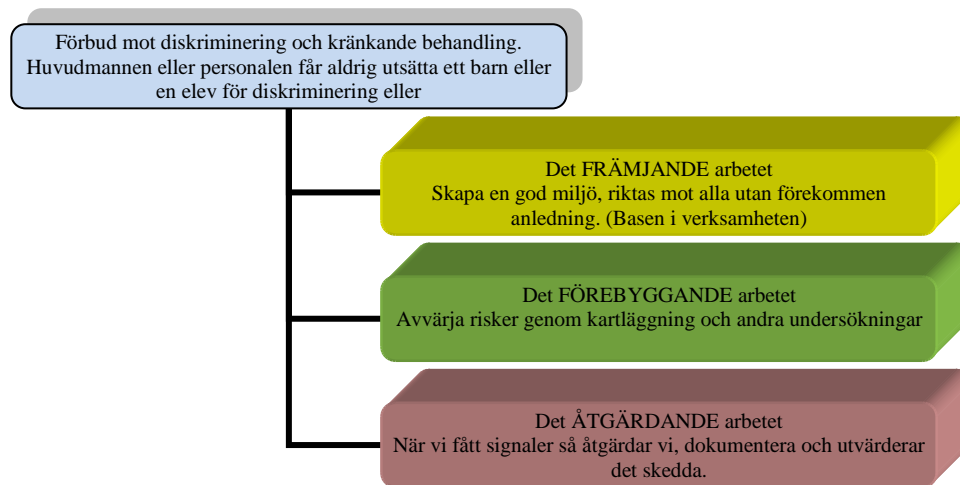 Förbud mot diskriminering och kränkande behandling.
Huvudmannen eller personalen får aldrig utsätta ett barn eller
en elev för diskriminering eller
Det FRÄMJANDE arbetet
Skapa en god miljö, riktas mot alla utan förekommen
anledning. (Basen i verksamheten)
Det FÖREBYGGANDE arbetet
Avvärja risker genom kartläggning och andra undersökningar
Det ÅTGÄRDANDE arbetet
När vi fått signaler så åtgärdar vi, dokumentera och utvärderar
det skedda.